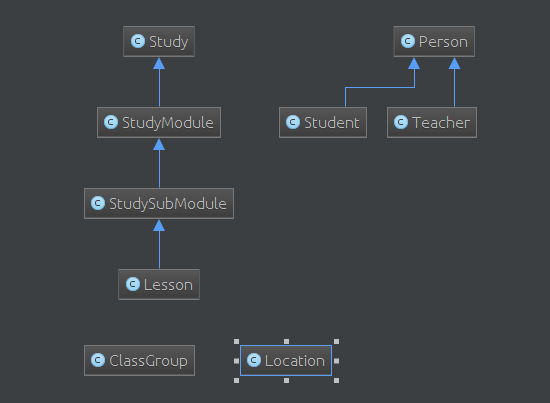 C Study
C Person
C StudyModule
C Student
C Teacher
C StudySubModule
C Lesson
C ClassGroup
C Location